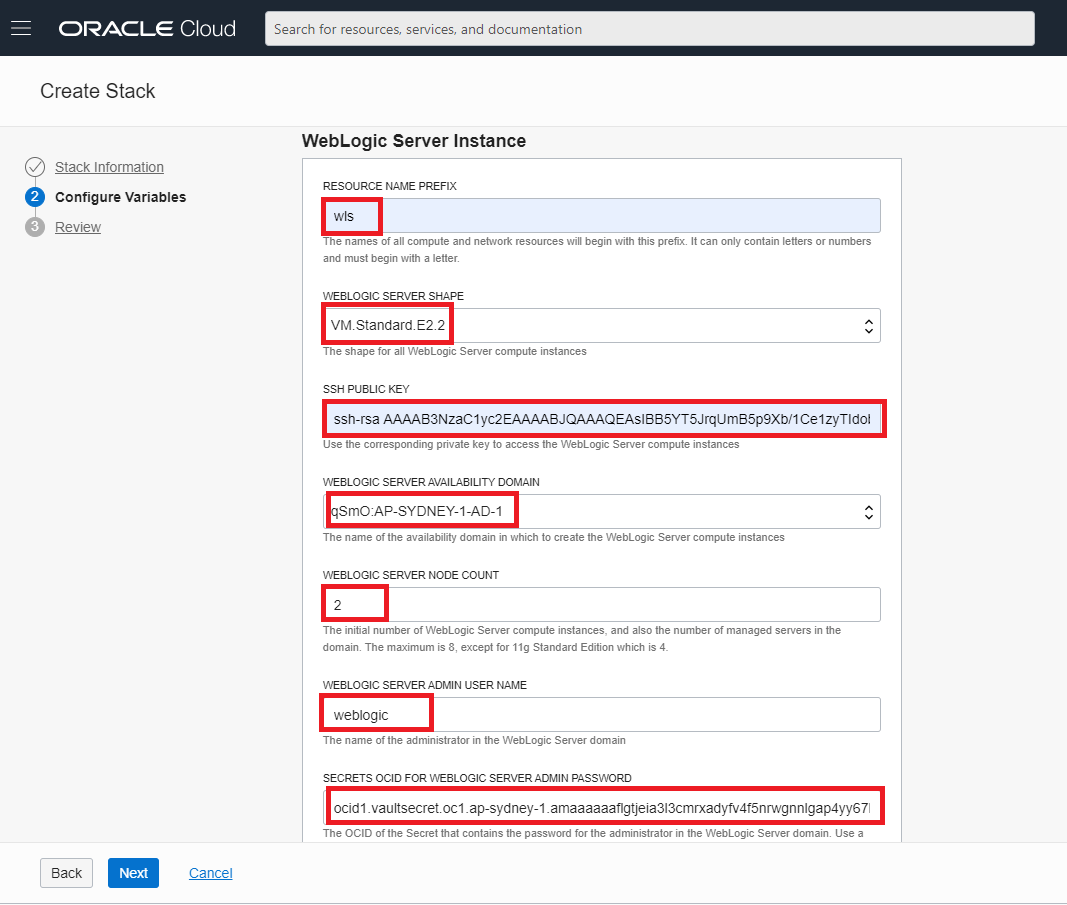 ORACLE Cloud
Search for resources, services, and documentation
Create Stack
Stack Information
2 Configure Variables
3 Review
WebLogic Server Instance
RESOURCE NAME PREFIX
wls
The names of all compute and network resources will begin with this prefix. It can only contain letters or numbers
and must begin with a letter.
WEBLOGIC SERVER SHAPE
VM.Standard.E2.2
The shape for all WebLogic Server compute instances
SSH PUBLIC KEY
ssh-rsa AAAAB3NzaC1yc2EAAAABJQAAAQEAsIBB5YT5JrqUmB5p9Xb/1Ce1zyTIdob
Use the corresponding private key to access the WebLogic Server compute instances
WEBLOGIC SERVER AVAILABILITY DOMAIN
qSmO:AP-SYDNEY-1-AD-1
The name of the availability domain in which to create the WebLogic Server compute instances
WEBLOGIC SERVER NODE COUNT
2
The initial number of WebLogic Server compute instances, and also the number of managed servers in the
domain. The maximum is 8, except for 11g Standard Edition which is 4.
WEBLOGIC SERVER ADMIN USER NAME
weblogic
The name of the administrator in the WebLogic Server domain
SECRETS OCID FOR WEBLOGIC SERVER ADMIN PASSWORD
ocid1.vaultsecret.oc1.ap-sydney-1.amaaaaaaflgtjeia3l3cmrxadyfv4f5nrwgnnlgap4yy67
The OCID of the Secret that contains the password for the administrator in the WebLogic Server domain. Use a
Back
Next
Cancel